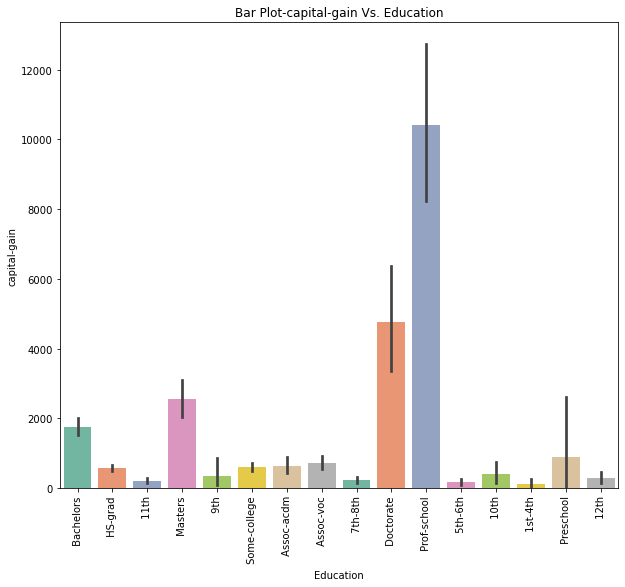 Bar Plot-capital-gain Vs. Education
capital-gain
12000
10000
8000
6000
4000
2000
0
Bachelors
HS-grad
11th
Masters
9th
Some-college
Assoc-acdm
Assoc-voc
7th-8th
Doctorate
Prof-school
5th-6th
10th
1st-4th
Preschool
12th
Education